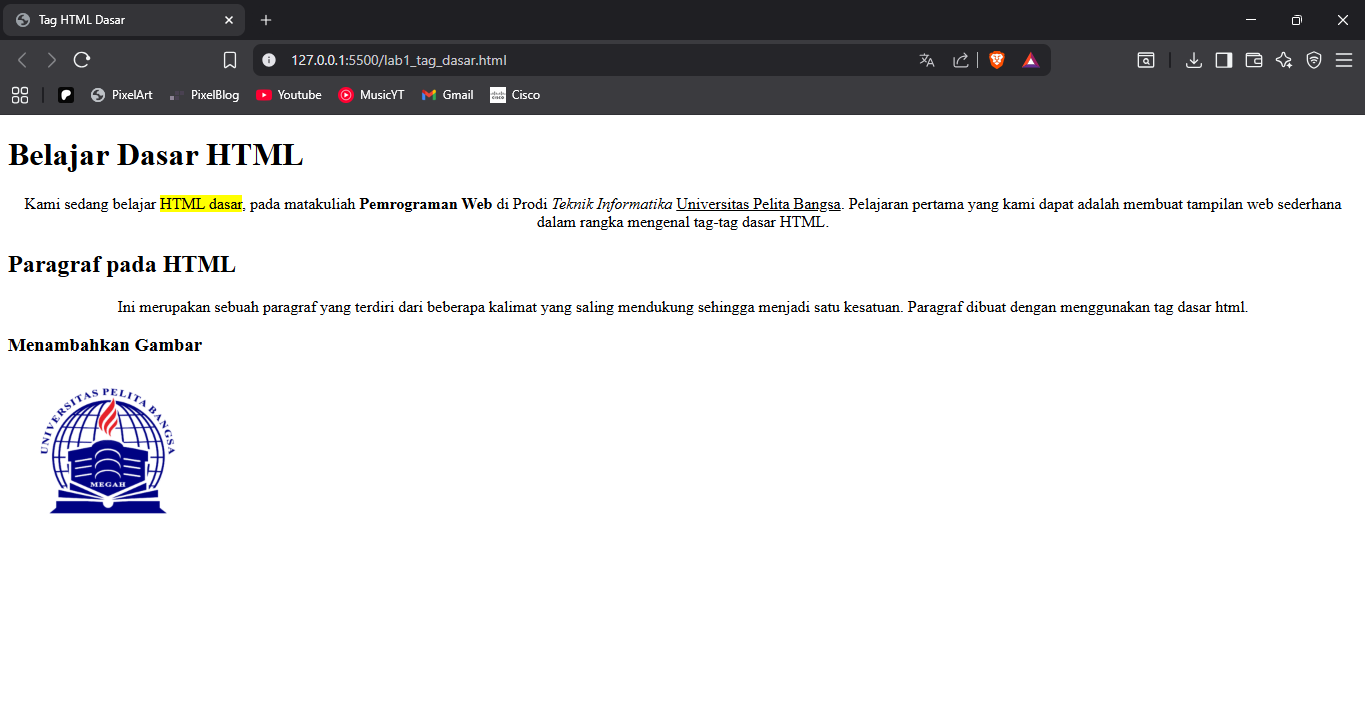 Tag HTML Dasar
127.0.0.1:5500/lab1_tag_dasar.html
PixelArt PixelBlog Youtube MusicYT Gmail Cisco
Belajar Dasar HTML
Kami sedang belajar HTML dasar, pada matakuliah Pemrograman Web di Prodi Teknik Informatika Universitas Pelita Bangsa. Pelajaran pertama yang kami dapat adalah membuat tampilan web sederhana
dalam rangka mengenal tag-tag dasar HTML.
Paragraf pada HTML
Ini merupakan sebuah paragraf yang terdiri dari beberapa kalimat yang saling mendukung sehingga menjadi satu kesatuan. Paragraf dibuat dengan menggunakan tag dasar html.
Menambahkan Gambar
UNIVERSITAS PELITA BANGSA
MEGAH